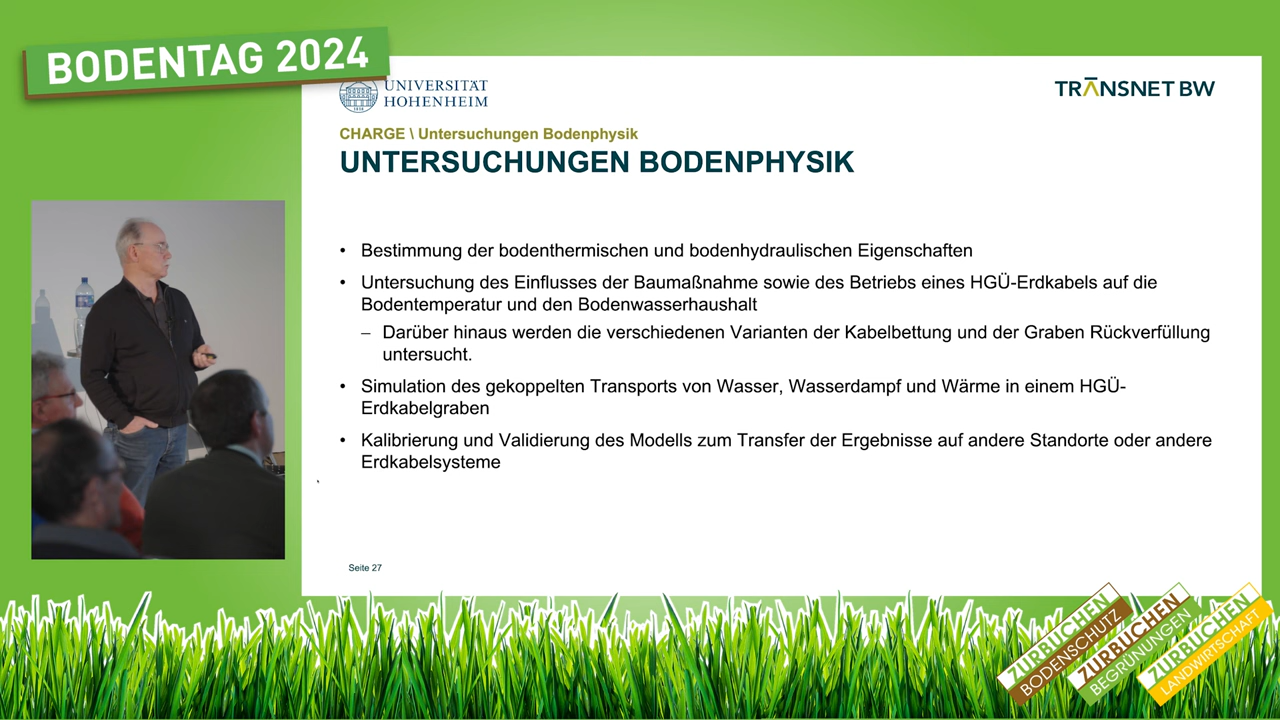 BODENTAG 2024
UNIVERSITÄT
HOHENHEIM
TRANSNET BW
CHARGE \ Untersuchungen Bodenphysik
UNTERSUCHUNGEN BODENPHYSIK
• Bestimmung der bodenthermischen und bodenhydraulischen Eigenschaften
• Untersuchung des Einflusses der Baumaßnahme sowie des Betriebs eines HGÜ-Erdkabels auf die
Bodentemperatur und den Bodenwasserhaushalt
– Darüber hinaus werden die verschiedenen Varianten der Kabelbettung und der Graben Rückverfüllung
untersucht.
• Simulation des gekoppelten Transports von Wasser, Wasserdampf und Wärme in einem HGÜ-
Erdkabelgraben
• Kalibrierung und Validierung des Modells zum Transfer der Ergebnisse auf andere Standorte oder andere
Erdkabelsysteme
Seite 27
ZURBUCHEN
BODENSCHUTZ
ZURBUCHEN
BEGRÜNUNGEN
ZURBUCHEN
LANDWIRTSCHAFT